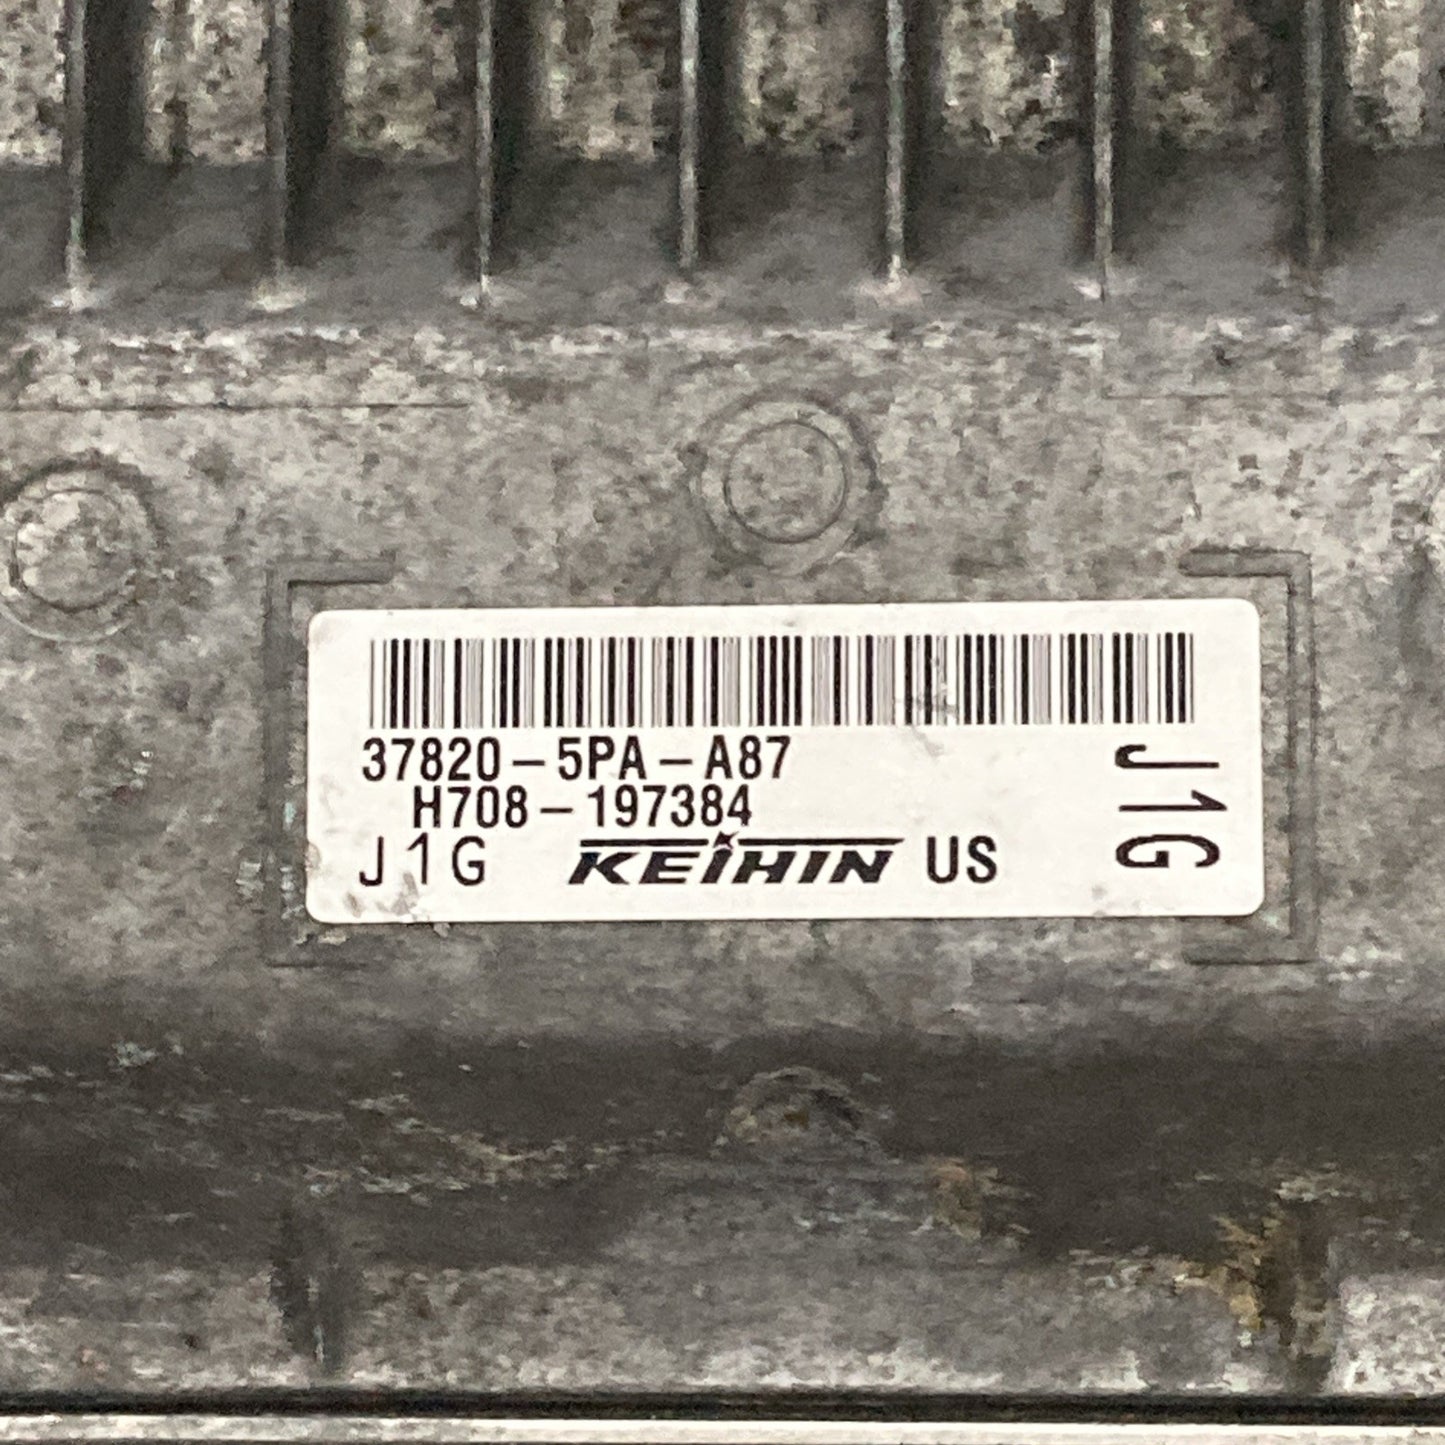 37820-5PA-A87
H708-197384
J1G KEIHIN US
J1G